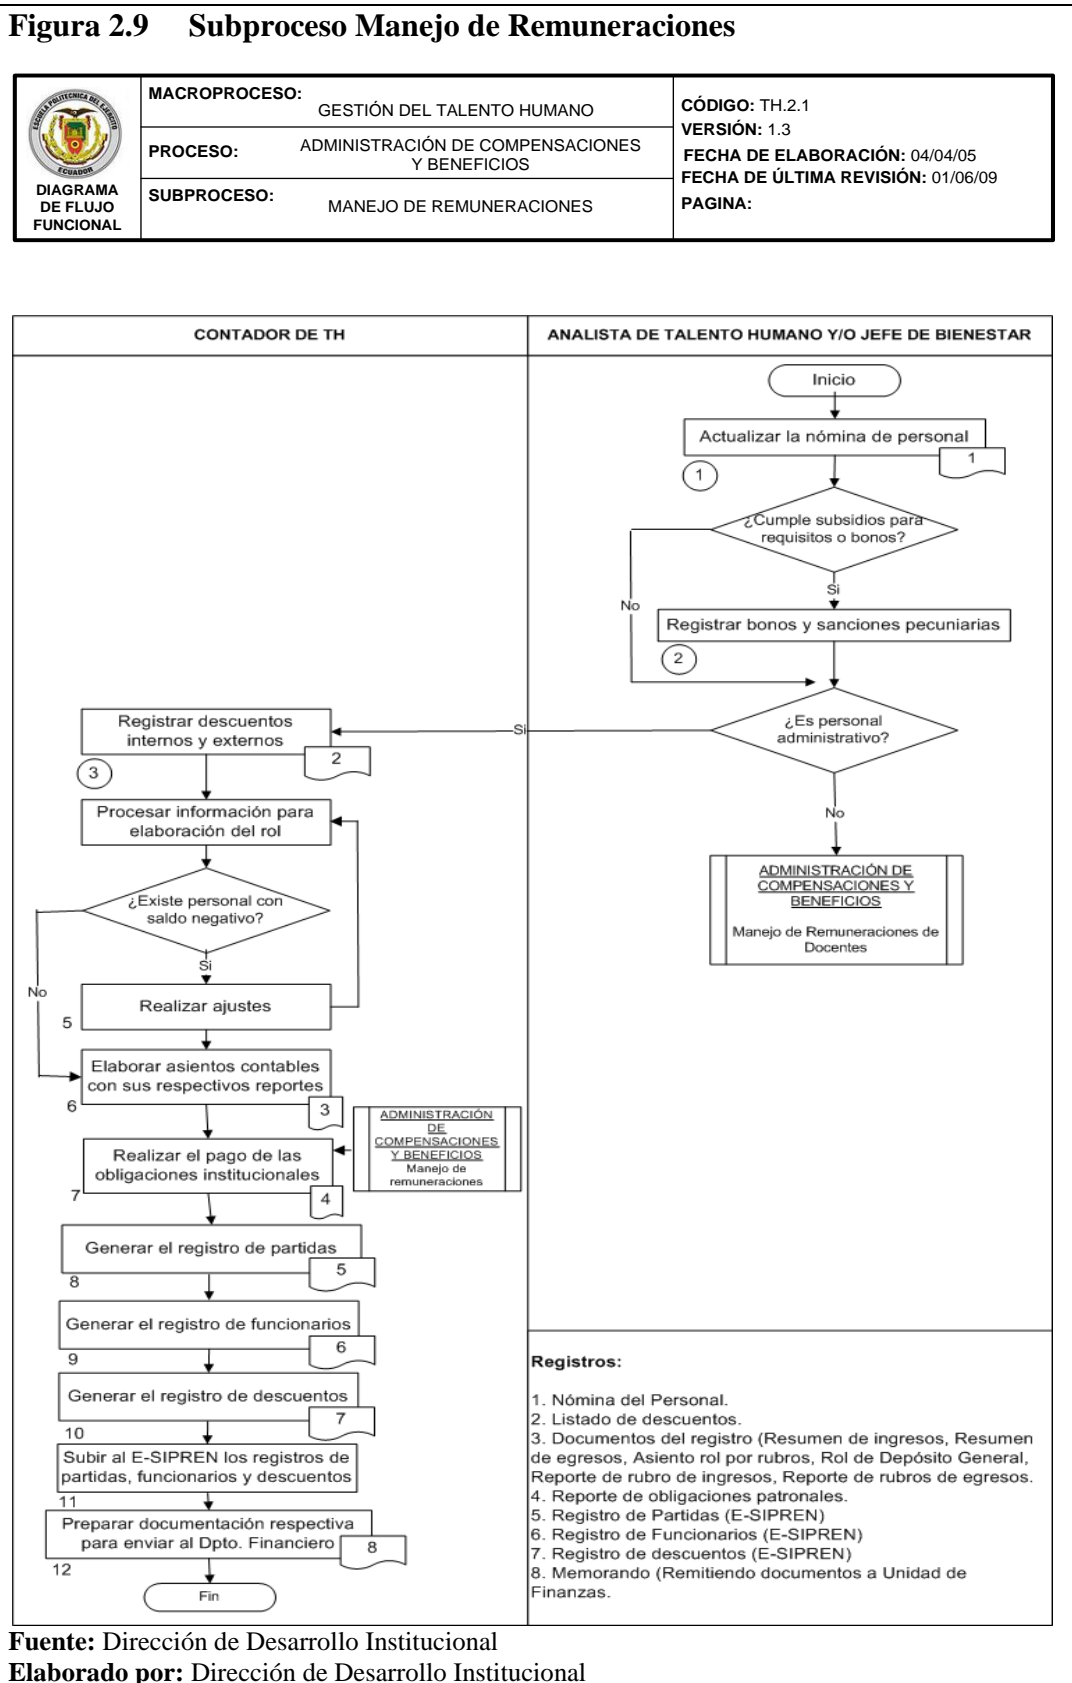 Figura 2.9 Subproceso Manejo de Remuneraciones
ESCUELA POLITECNICA DEL EJERCITO
ECUADOR
DIAGRAMA
DE FLUJO
FUNCIONAL
MACROPROCESO:
GESTIÓN DEL TALENTO HUMANO
PROCESO:
ADMINISTRACIÓN DE COMPENSACIONES
Y BENEFICIOS
SUBPROCESO:
MANEJO DE REMUNERACIONES
CÓDIGO: TH.2.1
VERSIÓN: 1.3
FECHA DE ELABORACIÓN: 04/04/05
FECHA DE ÚLTIMA REVISIÓN: 01/06/09
PAGINA:
CONTADOR DE TH
ANALISTA DE TALENTO HUMANO Y/O JEFE DE BIENESTAR
Inicio
Actualizar la nómina de personal
1
1
¿Cumple subsidios para
requisitos o bonos?
Si
No
Registrar bonos y sanciones pecuniarias
2
¿Es personal
administrativo?
Si
No
ADMINISTRACIÓN DE
COMPENSACIONES Y
BENEFICIOS
Manejo de Remuneraciones de
Docentes
Registrar descuentos
internos y externos
2
3
Procesar información para
elaboración del rol
¿Existe personal con
saldo negativo?
Si
No
Realizar ajustes
5
Elaborar asientos contables
con sus respectivos reportes
6
3
ADMINISTRACIÓN
DE
COMPENSACIONES
Y BENEFICIOS
Manejo de
remuneraciones
Realizar el pago de las
obligaciones institucionales
7
4
Generar el registro de partidas
8
5
Generar el registro de funcionarios
9
6
Generar el registro de descuentos
10
7
Subir al E-SIPREN los registros de
partidas, funcionarios y descuentos
11
Preparar documentación respectiva
para enviar al Dpto. Financiero
12
8
Fin
Registros:
1. Nómina del Personal.
2. Listado de descuentos.
3. Documentos del registro (Resumen de ingresos, Resumen
de egresos, Asiento rol por rubros, Rol de Depósito General,
Reporte de rubro de ingresos, Reporte de rubros de egresos.
4. Reporte de obligaciones patronales.
5. Registro de Partidas (E-SIPREN)
6. Registro de Funcionarios (E-SIPREN)
7. Registro de descuentos (E-SIPREN)
8. Memorando (Remitiendo documentos a Unidad de
Finanzas.
Fuente: Dirección de Desarrollo Institucional
Elaborado por: Dirección de Desarrollo Institucional